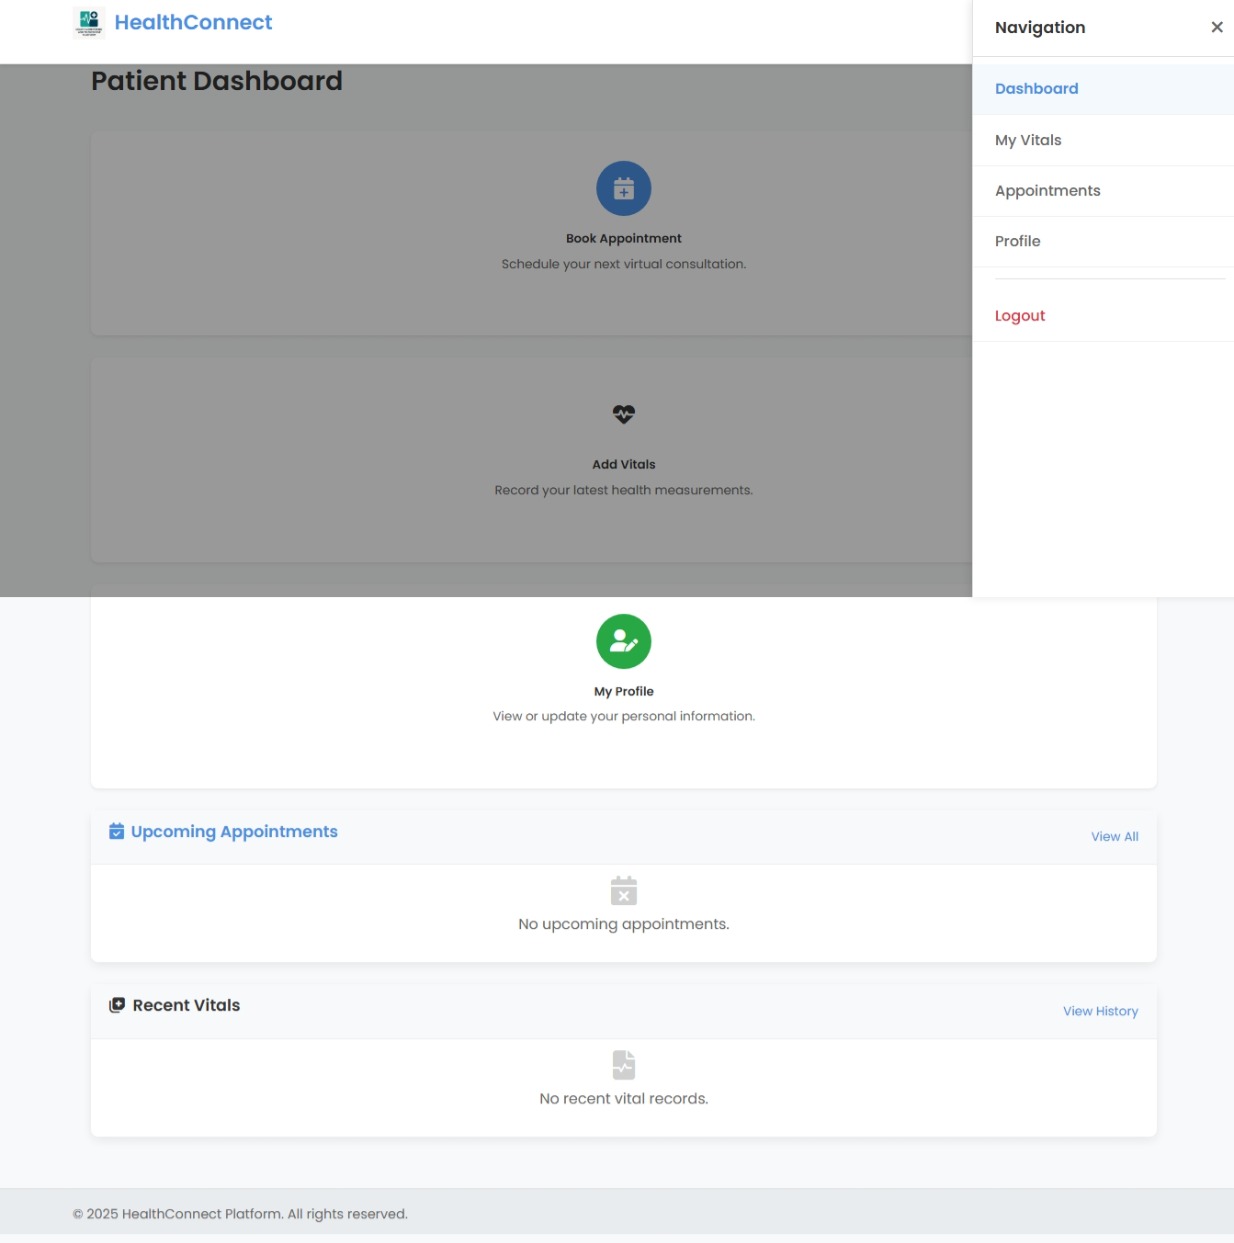 HealthConnect
Navigation
Patient Dashboard
Dashboard
My Vitals
Appointments
Profile
Logout
Book Appointment
Schedule your next virtual consultation.
Add Vitals
Record your latest health measurements.
My Profile
View or update your personal information.
Upcoming Appointments
View All
No upcoming appointments.
Recent Vitals
View History
No recent vital records.
© 2025 HealthConnect Platform. All rights reserved.